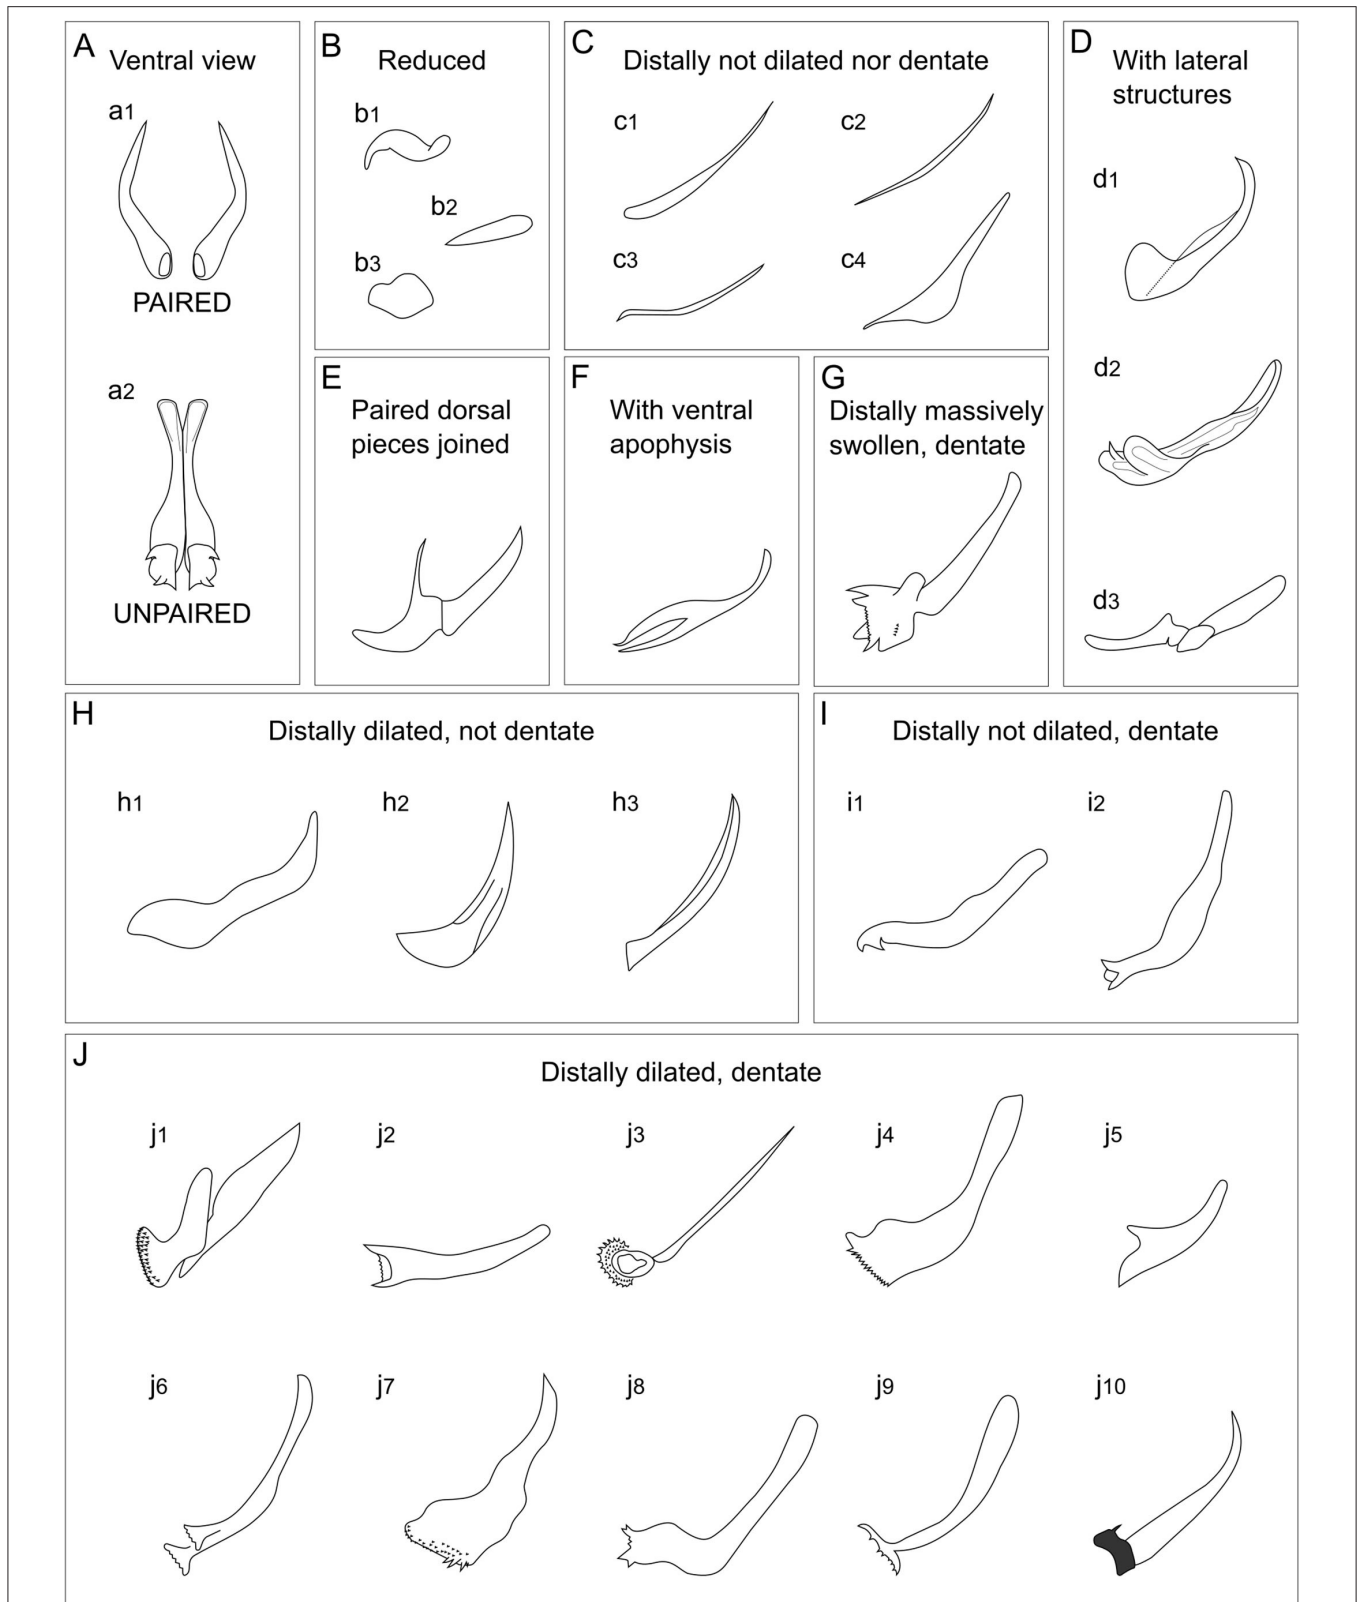 A
Ventral view
a1
PAIRED
a2
UNPAIRED
B
Reduced
b1
b2
b3
C
Distally not dilated nor dentate
c1
c2
c3
c4
D
With lateral
structures
d1
d2
d3
E
Paired dorsal
pieces joined
F
With ventral
apophysis
G
Distally massively
swollen, dentate
H
Distally dilated, not dentate
h1
h2
h3
I
Distally not dilated, dentate
i1
i2
J
Distally dilated, dentate
j1
j2
j3
j4
j5
j6
j7
j8
j9
j10